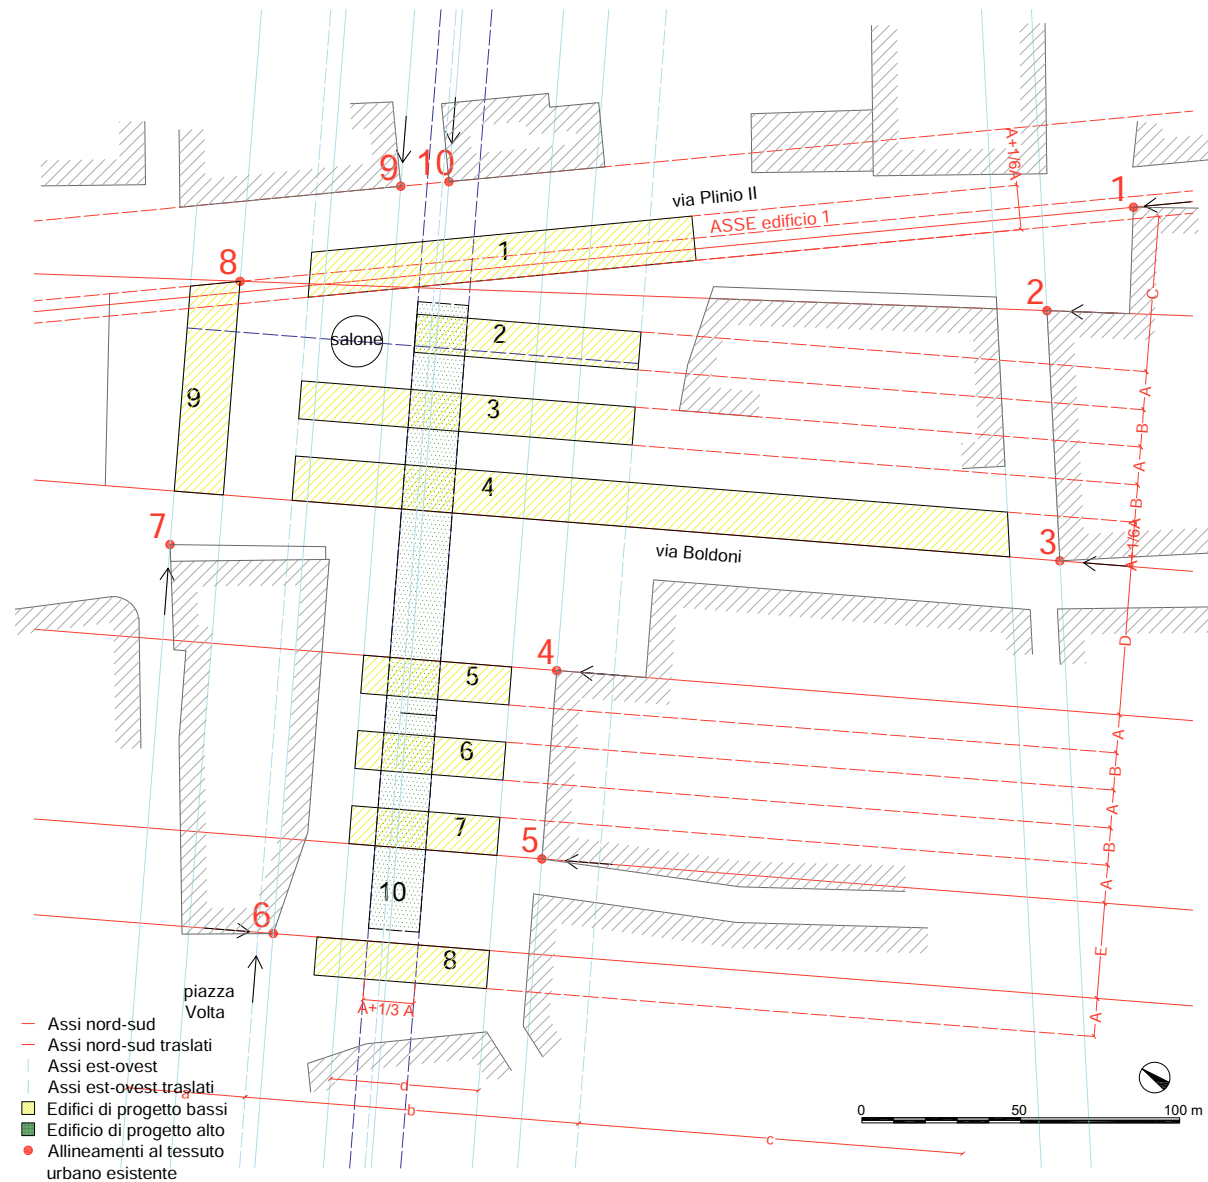 A+1/6A
9
10
1
via Plinio II
ASSE edificio 1
1
8
2
C
salone
2
9
3
A
B
A
4
B
A+1/6A
7
via Boldoni
3
D
4
5
A
6
B
A
7
5
B
A
10
6
8
E
piazza
Volta
A+1/3 A
A
Assi nord-sud
Assi nord-sud traslati
Assi est-ovest
Assi est-ovest traslati
Edifici di progetto bassi
Edificio di progetto alto
Allineamenti al tessuto
urbano esistente
a
d
b
c
0 50 100 m